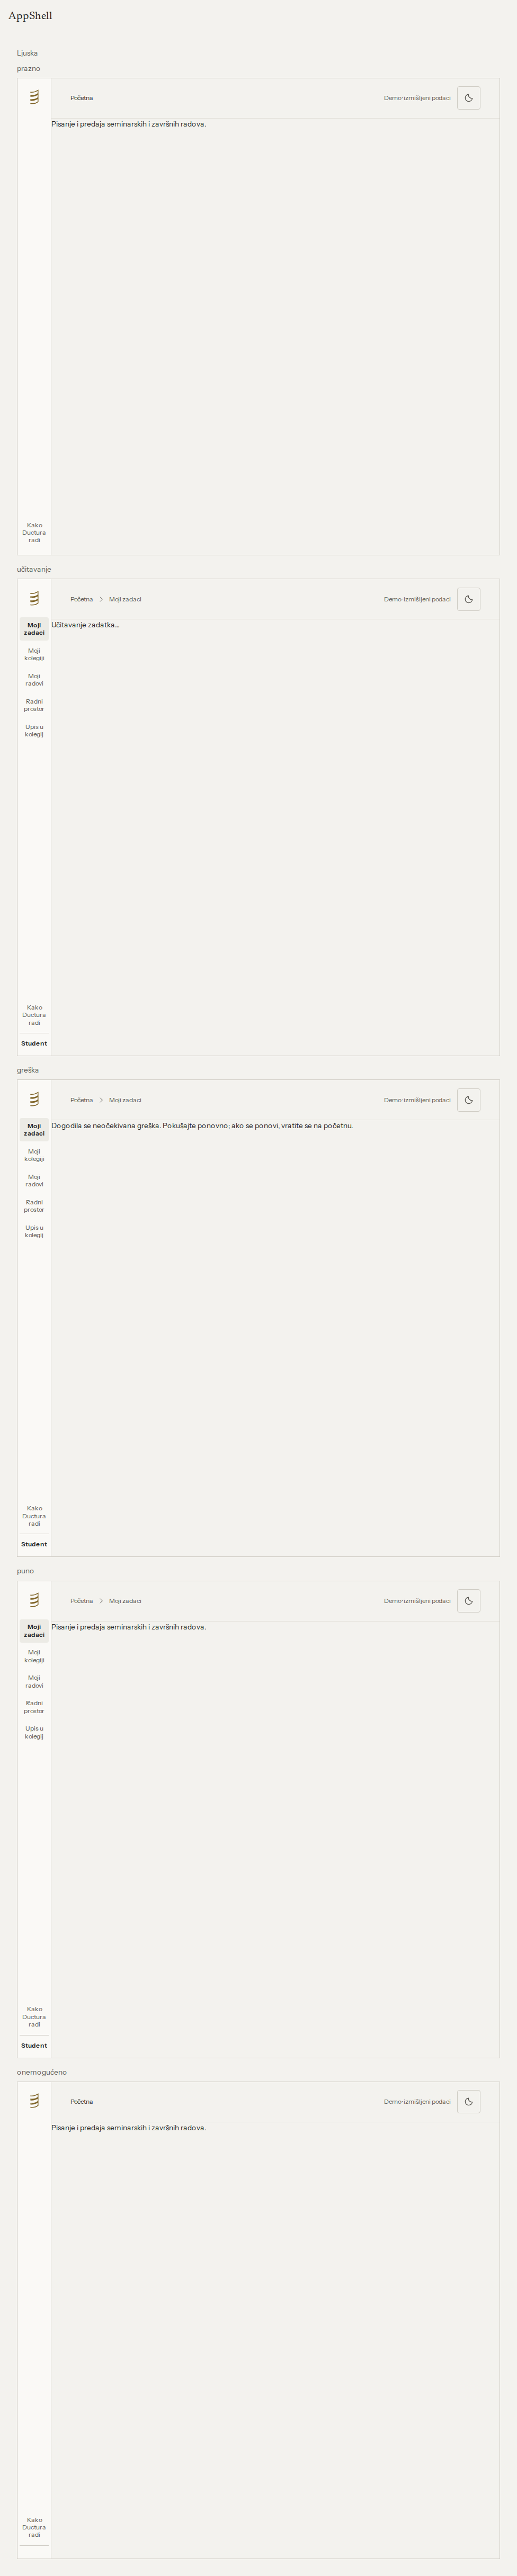 AppShell
Ljuska
prazno
Početna
Demo·izmišljeni podaci
Pisanje i predaja seminarskih i završnih radova.
Kako
Ductura
radi
učitavanje
Početna
Moji zadaci
Demo·izmišljeni podaci
Moji
zadaci
Učitavanje zadatka…
Moji
kolegiji
Moji
radovi
Radni
prostor
Upis u
kolegij
Kako
Ductura
radi
Student
greška
Početna
Moji zadaci
Demo·izmišljeni podaci
Moji
zadaci
Dogodila se neočekivana greška. Pokušajte ponovno; ako se ponovi, vratite se na početnu.
Moji
kolegiji
Moji
radovi
Radni
prostor
Upis u
kolegij
Kako
Ductura
radi
Student
puno
Početna
Moji zadaci
Demo·izmišljeni podaci
Moji
zadaci
Pisanje i predaja seminarskih i završnih radova.
Moji
kolegiji
Moji
radovi
Radni
prostor
Upis u
kolegij
Kako
Ductura
radi
Student
onemogućeno
Početna
Demo·izmišljeni podaci
Pisanje i predaja seminarskih i završnih radova.
Kako
Ductura
radi